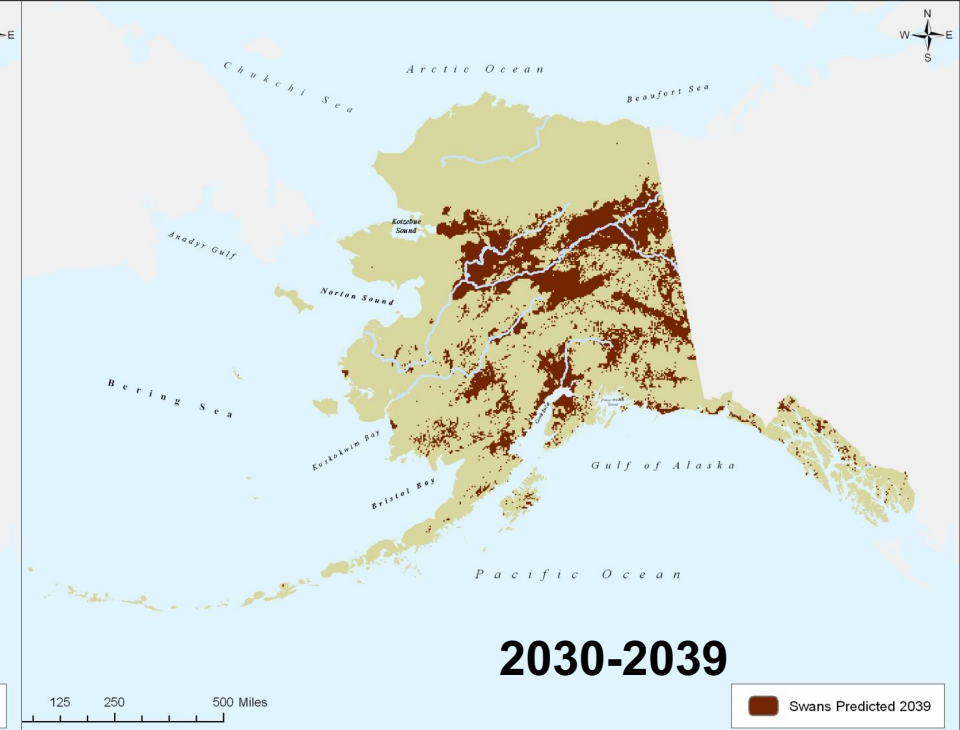 E
N
W E
S
Arctic Ocean
Chukchi Sea
Beaufort Sea
Kotzebue
Sound
Anadyr Gulf
Norton Sound
Bering Sea
Kuskokwim Bay
Bristol Bay
Gulf of Alaska
Pacific Ocean
2030-2039
125 250 500 Miles
Swans Predicted 2039